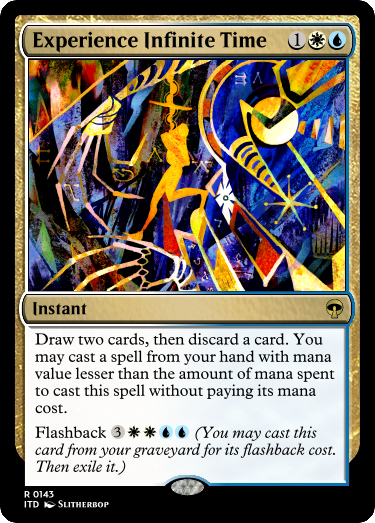 Experience Infinite Time 1
Instant
Draw two cards, then discard a card. You
may cast a spell from your hand with mana
value lesser than the amount of mana spent
to cast this spell without paying its mana
cost.
Flashback 3 (You may cast this
card from your graveyard for its flashback cost.
Then exile it.)
R 0143
ITD Slitherbop